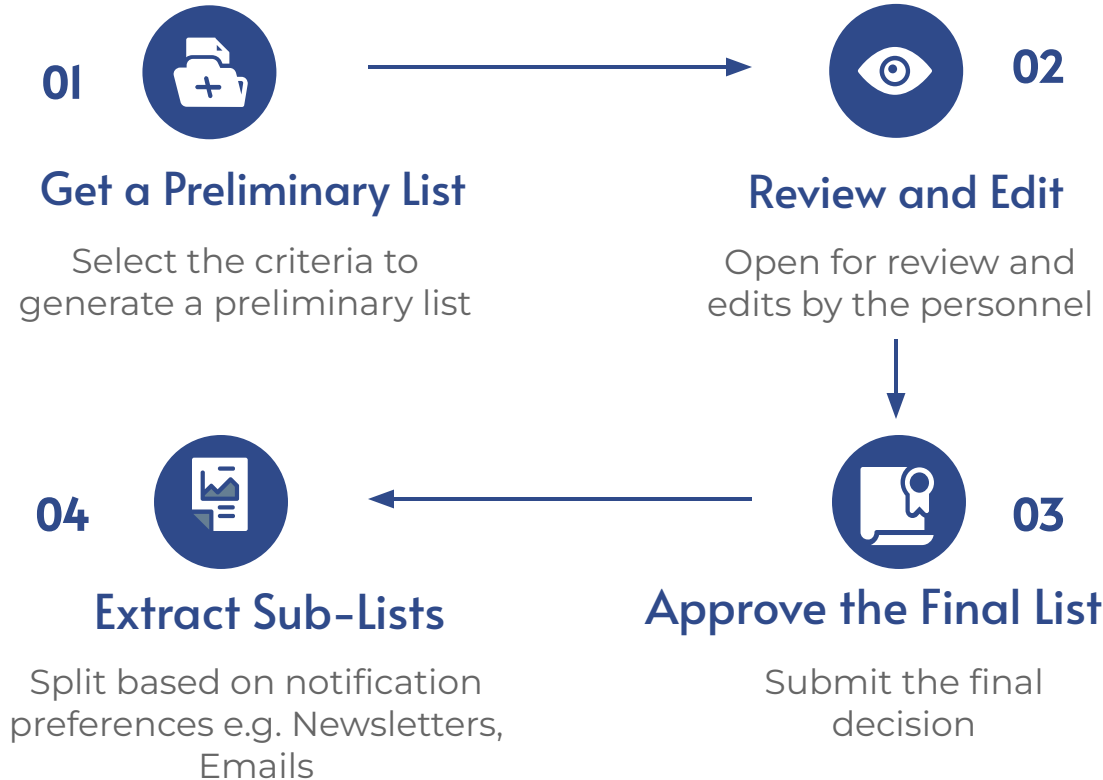 01
Get a Preliminary List
Select the criteria to
generate a preliminary list
02
Review and Edit
Open for review and
edits by the personnel
03
Approve the Final List
Submit the final
decision
04
Extract Sub-Lists
Split based on notification
preferences e.g. Newsletters,
Emails